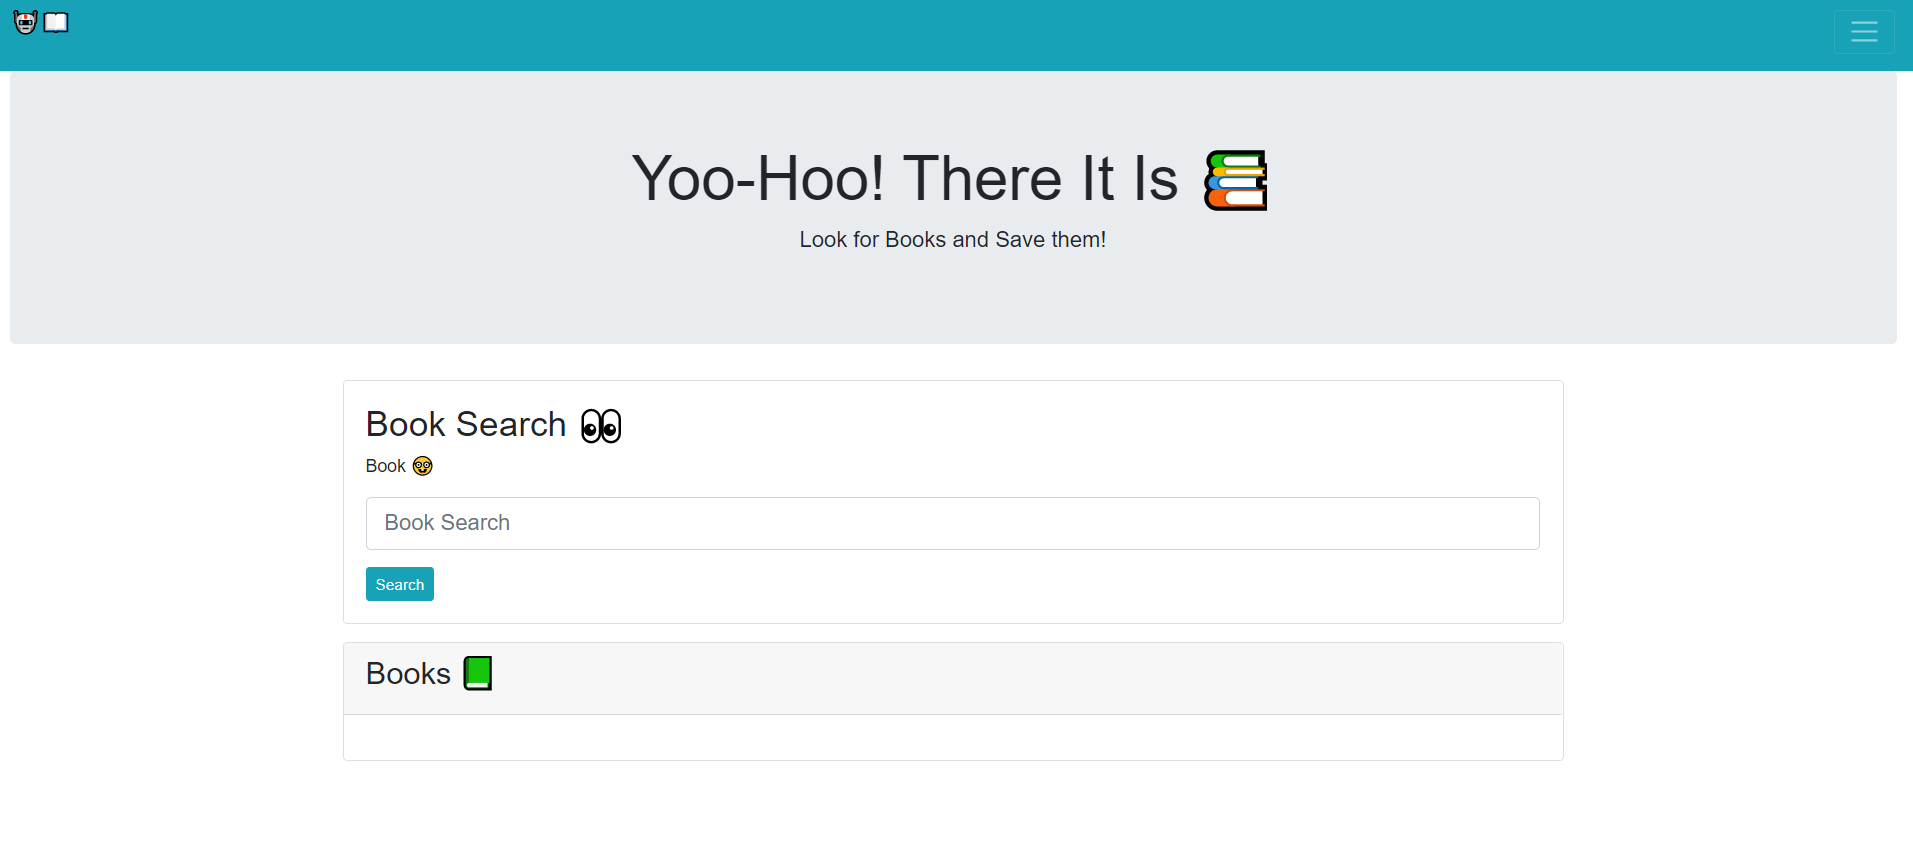 Yoo-Hoo! There It Is 📚
Look for Books and Save them!
Book Search 👀
Book 🤓
Book Search
Search
Books 📗